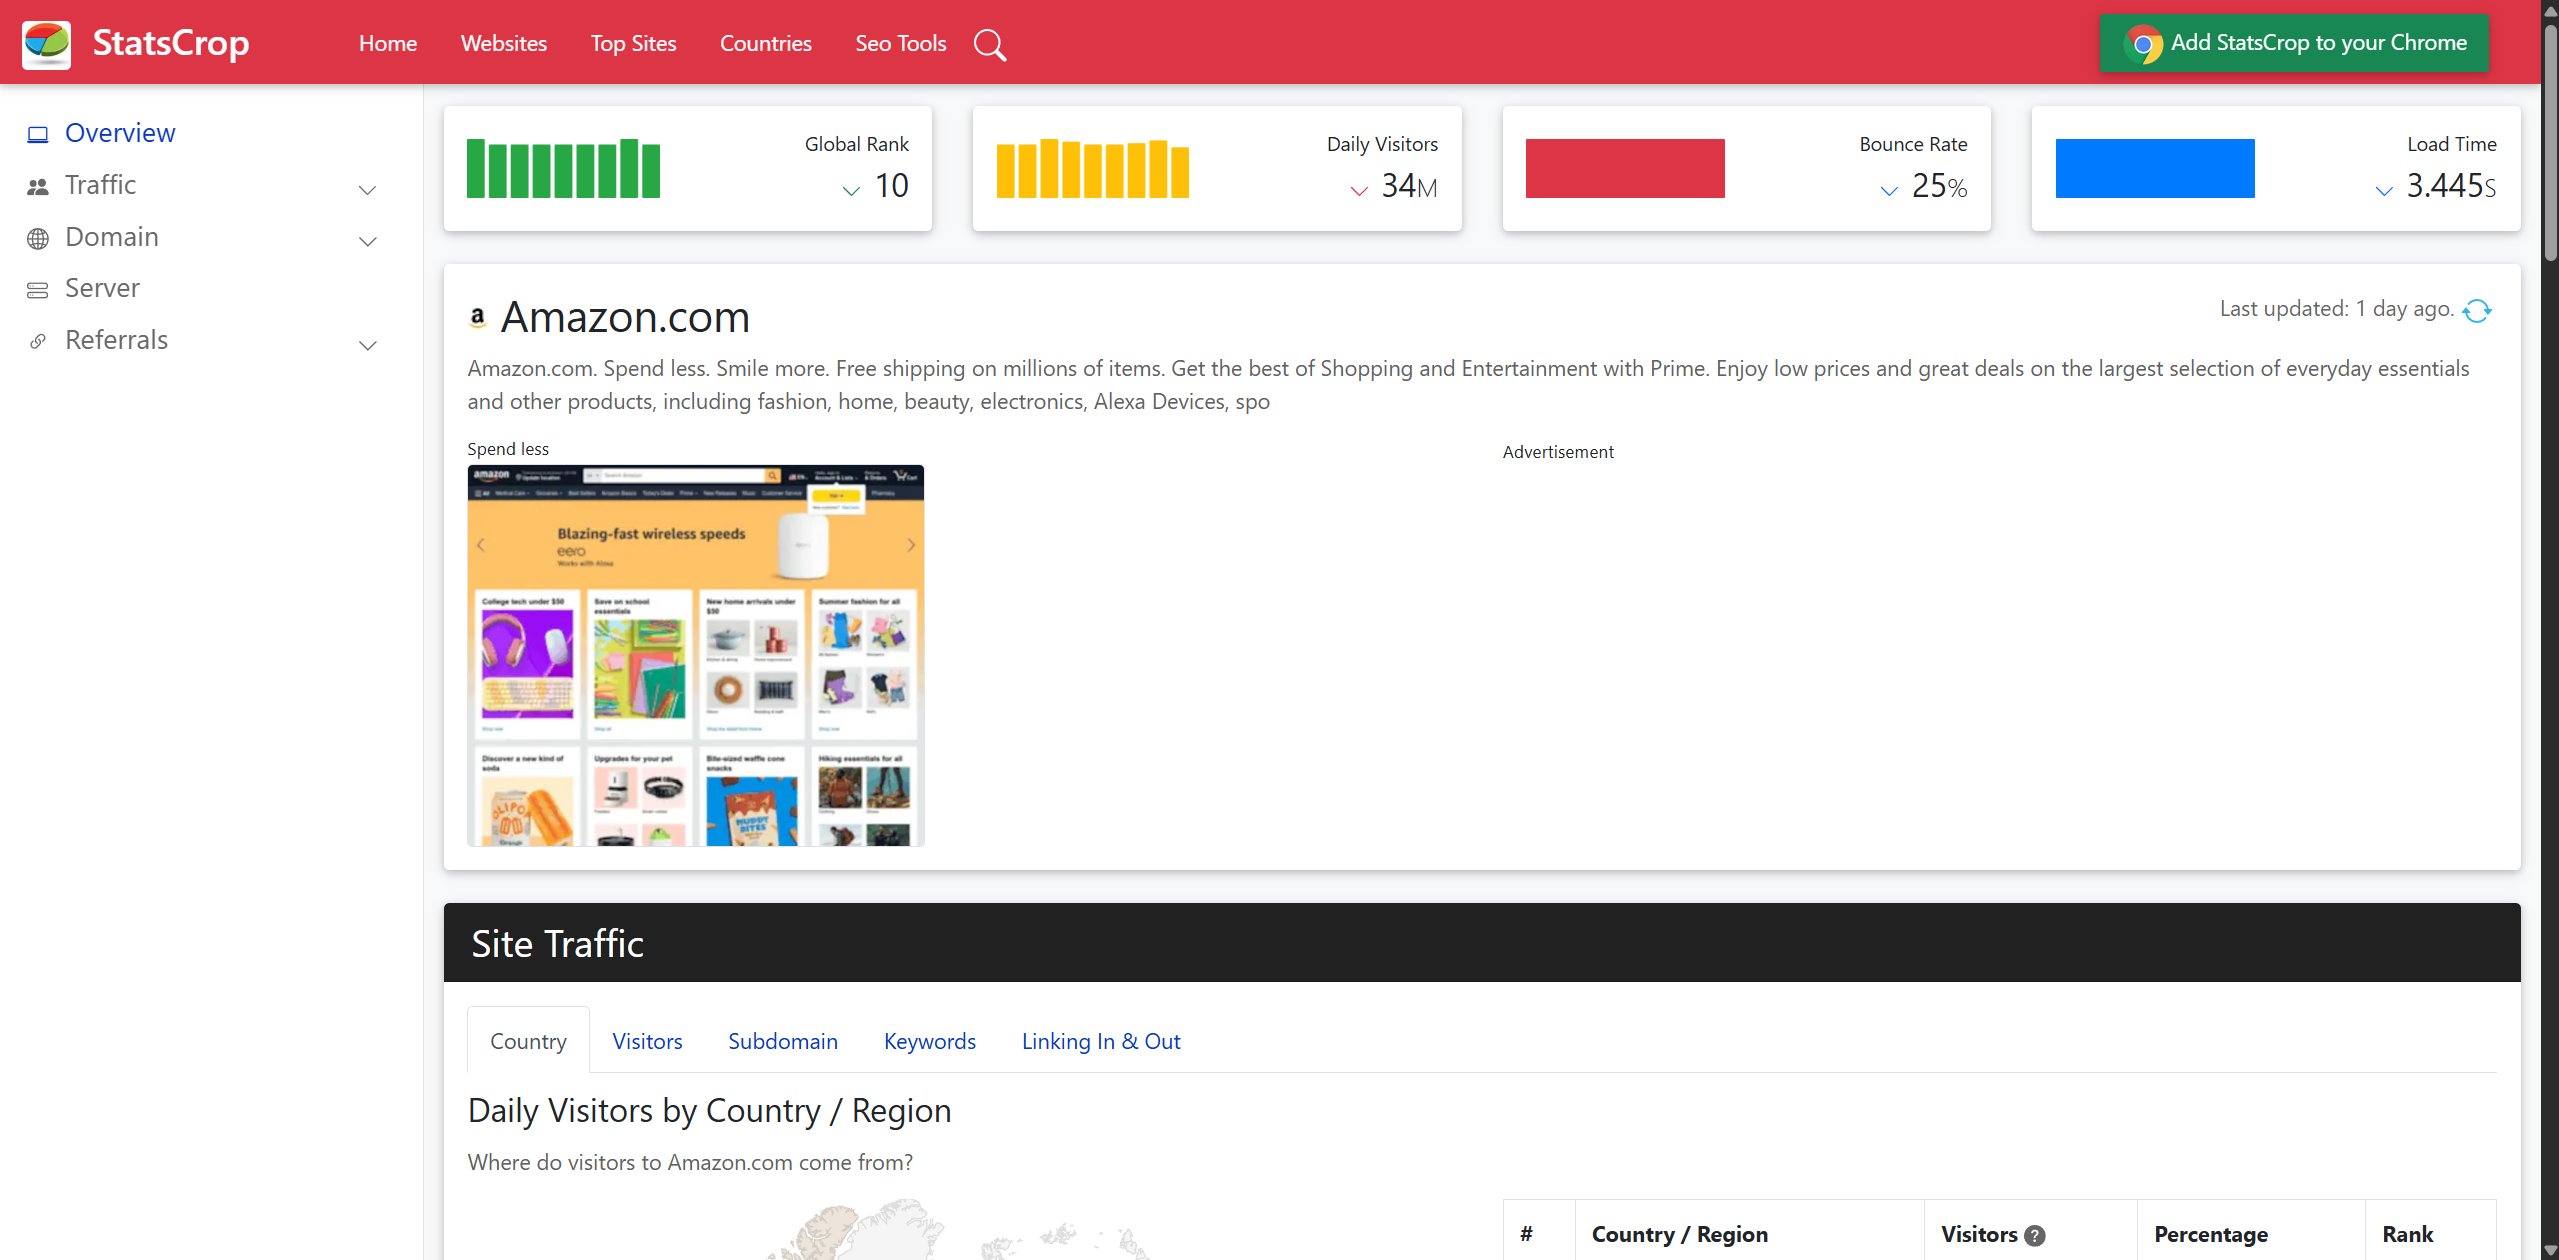 StatsCrop
Home
Websites
Top Sites
Countries
Seo Tools
Add StatsCrop to your Chrome
Overview
Traffic
Domain
Server
Referrals
Global Rank
10
Daily Visitors
34M
Bounce Rate
25%
Load Time
3.445S
Amazon.com
Last updated: 1 day ago.
Amazon.com. Spend less. Smile more. Free shipping on millions of items. Get the best of Shopping and Entertainment with Prime. Enjoy low prices and great deals on the largest selection of everyday essentials
and other products, including fashion, home, beauty, electronics, Alexa Devices, spo
Spend less
Advertisement
amazon
Blazing-fast wireless speeds
eero
Works with Alexa
College tech under $50
Save on school
essentials
New home arrivals under
$50
Summer fashion for all
Discover a new kind of
soda
Upgrades for your pet
Bite-sized waffle cone
snacks
Hiking essentials for all
OLIPO
MUDDY
BITES
Site Traffic
Country
Visitors
Subdomain
Keywords
Linking In & Out
Daily Visitors by Country / Region
Where do visitors to Amazon.com come from?
#
Country / Region
Visitors
Percentage
Rank